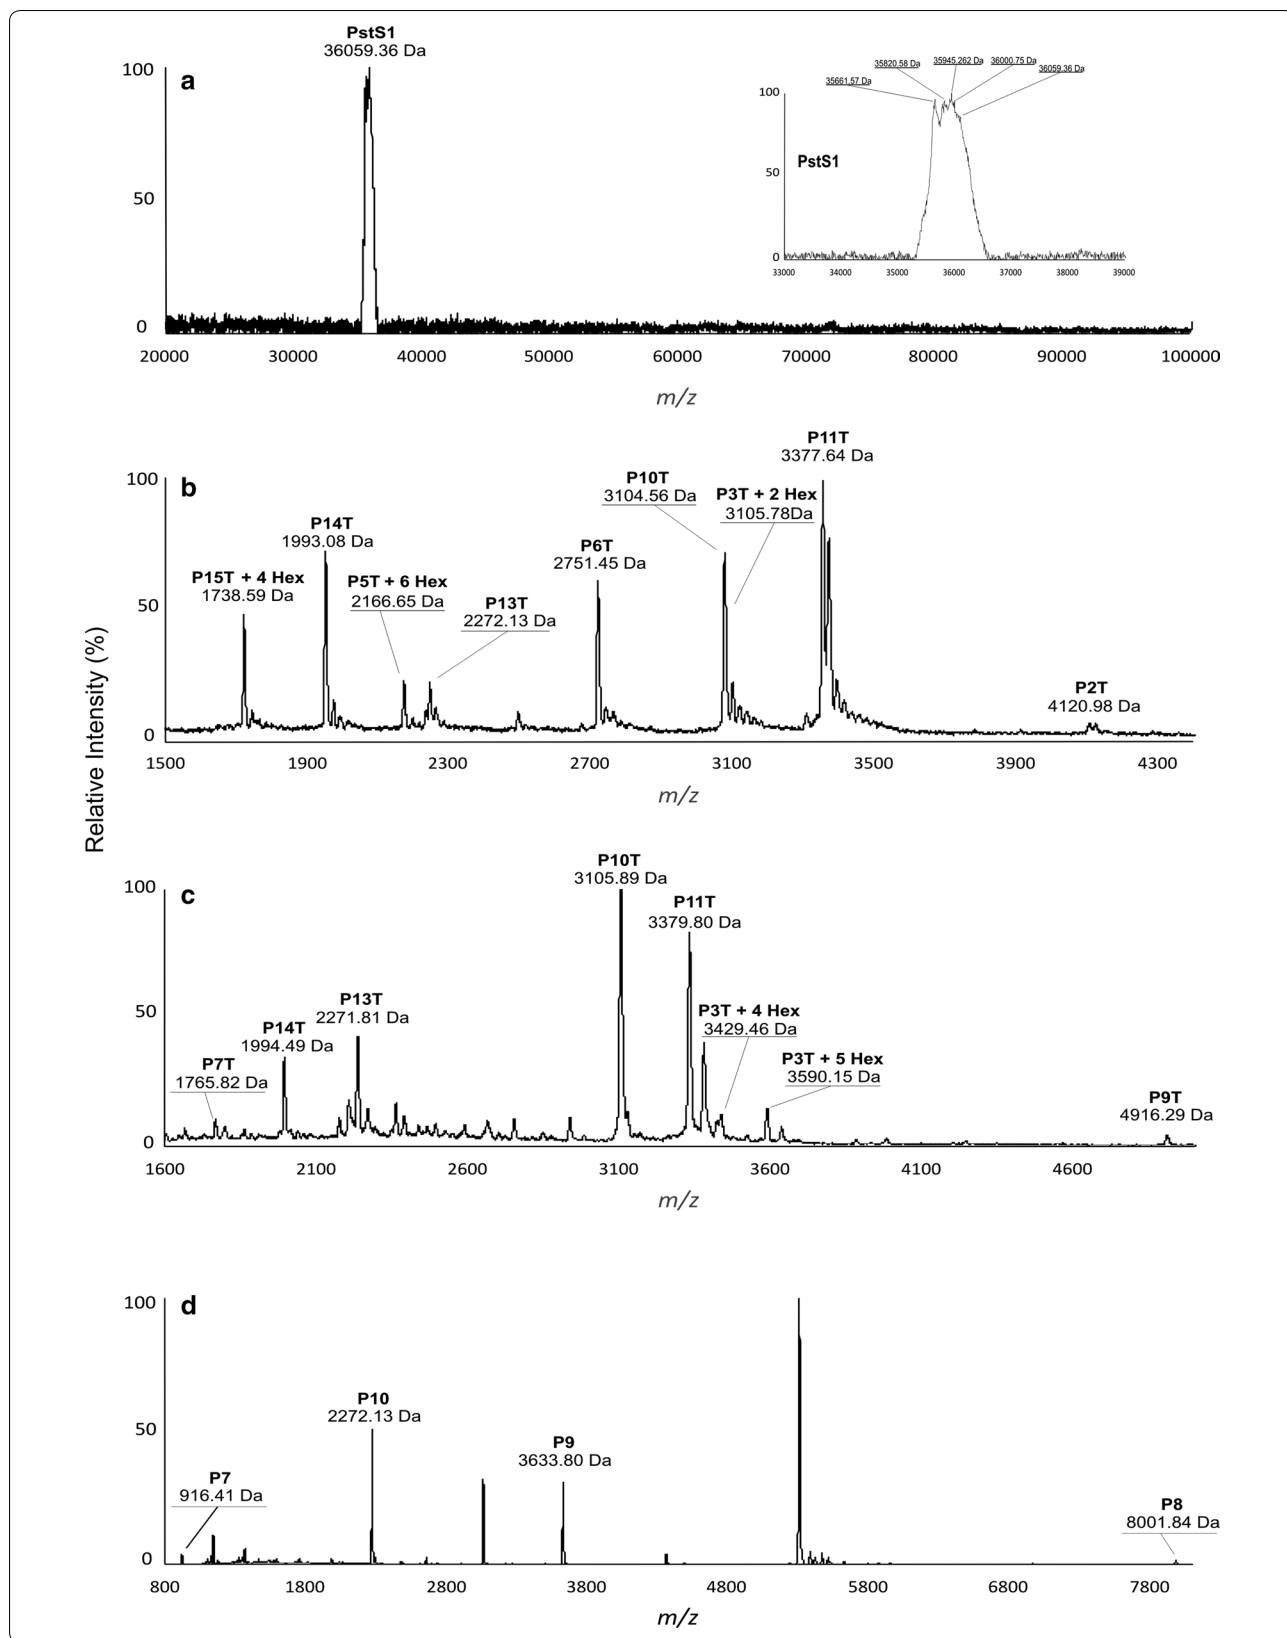 PstS1
36059.36 Da
a
100
50
0
20000 30000 40000 50000 60000 70000 80000 90000 100000
m/z
35661.57 Da
35820.58 Da
35945.262 Da
36000.75 Da
36059.36 Da
100
PstS1
50
0
33000 34000 35000 36000 37000 38000 39000
Relative Intensity (%)
b
100
50
0
P15T + 4 Hex
1738.59 Da
P14T
1993.08 Da
P5T + 6 Hex
2166.65 Da
P13T
2272.13 Da
P6T
2751.45 Da
P10T
3104.56 Da
P3T + 2 Hex
3105.78Da
P11T
3377.64 Da
P2T
4120.98 Da
1500 1900 2300 2700 3100 3500 3900 4300
m/z
c
100
50
0
P7T
1765.82 Da
P14T
1994.49 Da
P13T
2271.81 Da
P10T
3105.89 Da
P11T
3379.80 Da
P3T + 4 Hex
3429.46 Da
P3T + 5 Hex
3590.15 Da
P9T
4916.29 Da
1600 2100 2600 3100 3600 4100 4600
m/z
d
100
50
0
P7
916.41 Da
P10
2272.13 Da
P9
3633.80 Da
P8
8001.84 Da
800 1800 2800 3800 4800 5800 6800 7800
m/z